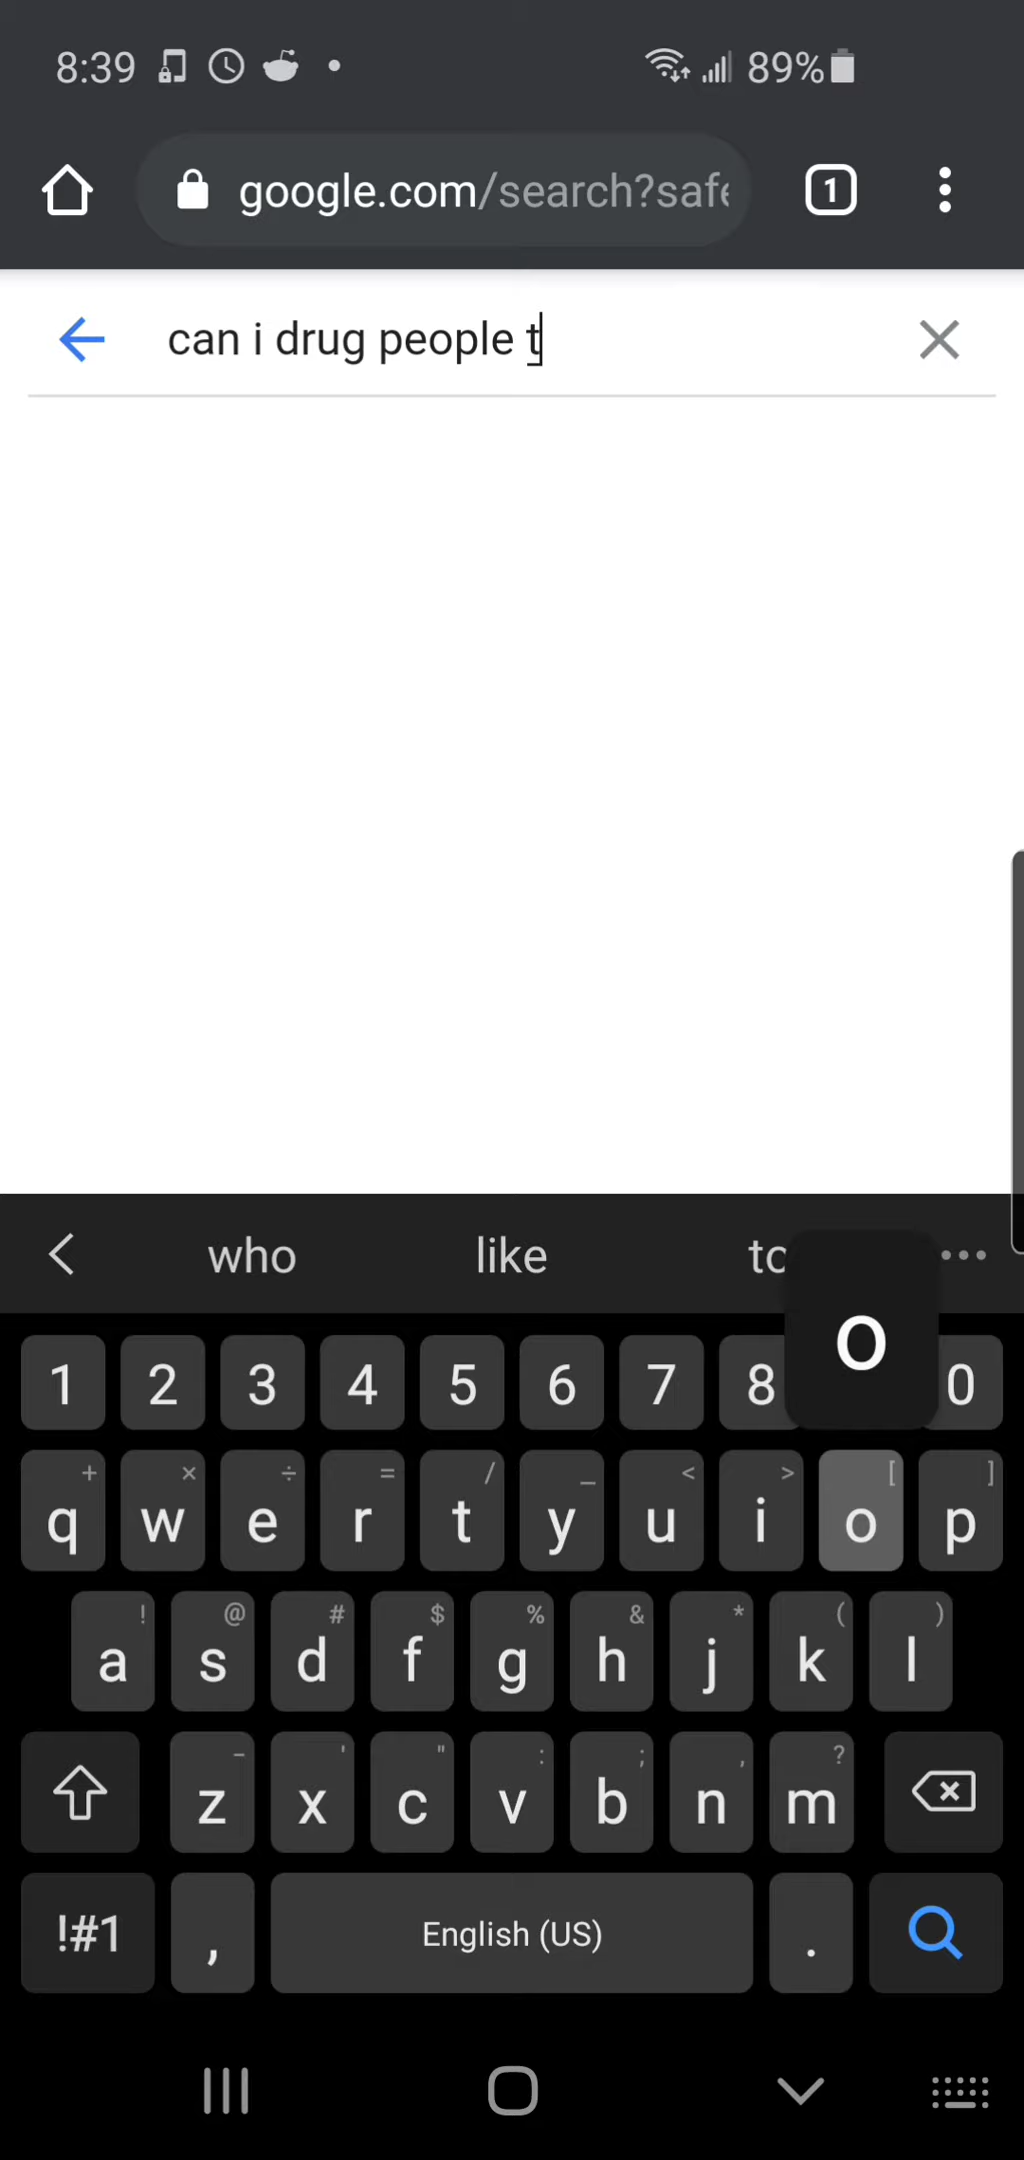 8:39 89%
google.com/search?safe
1
can i drug people t
who like to
o
1 2 3 4 5 6 7 8 0
+ × ÷ = / _ < > [ ]
q w e r t y u i o p
! @ # $ % & * ( )
a s d f g h j k l
- ' " : ; , ?
z x c v b n m
!#1 , English (US) .